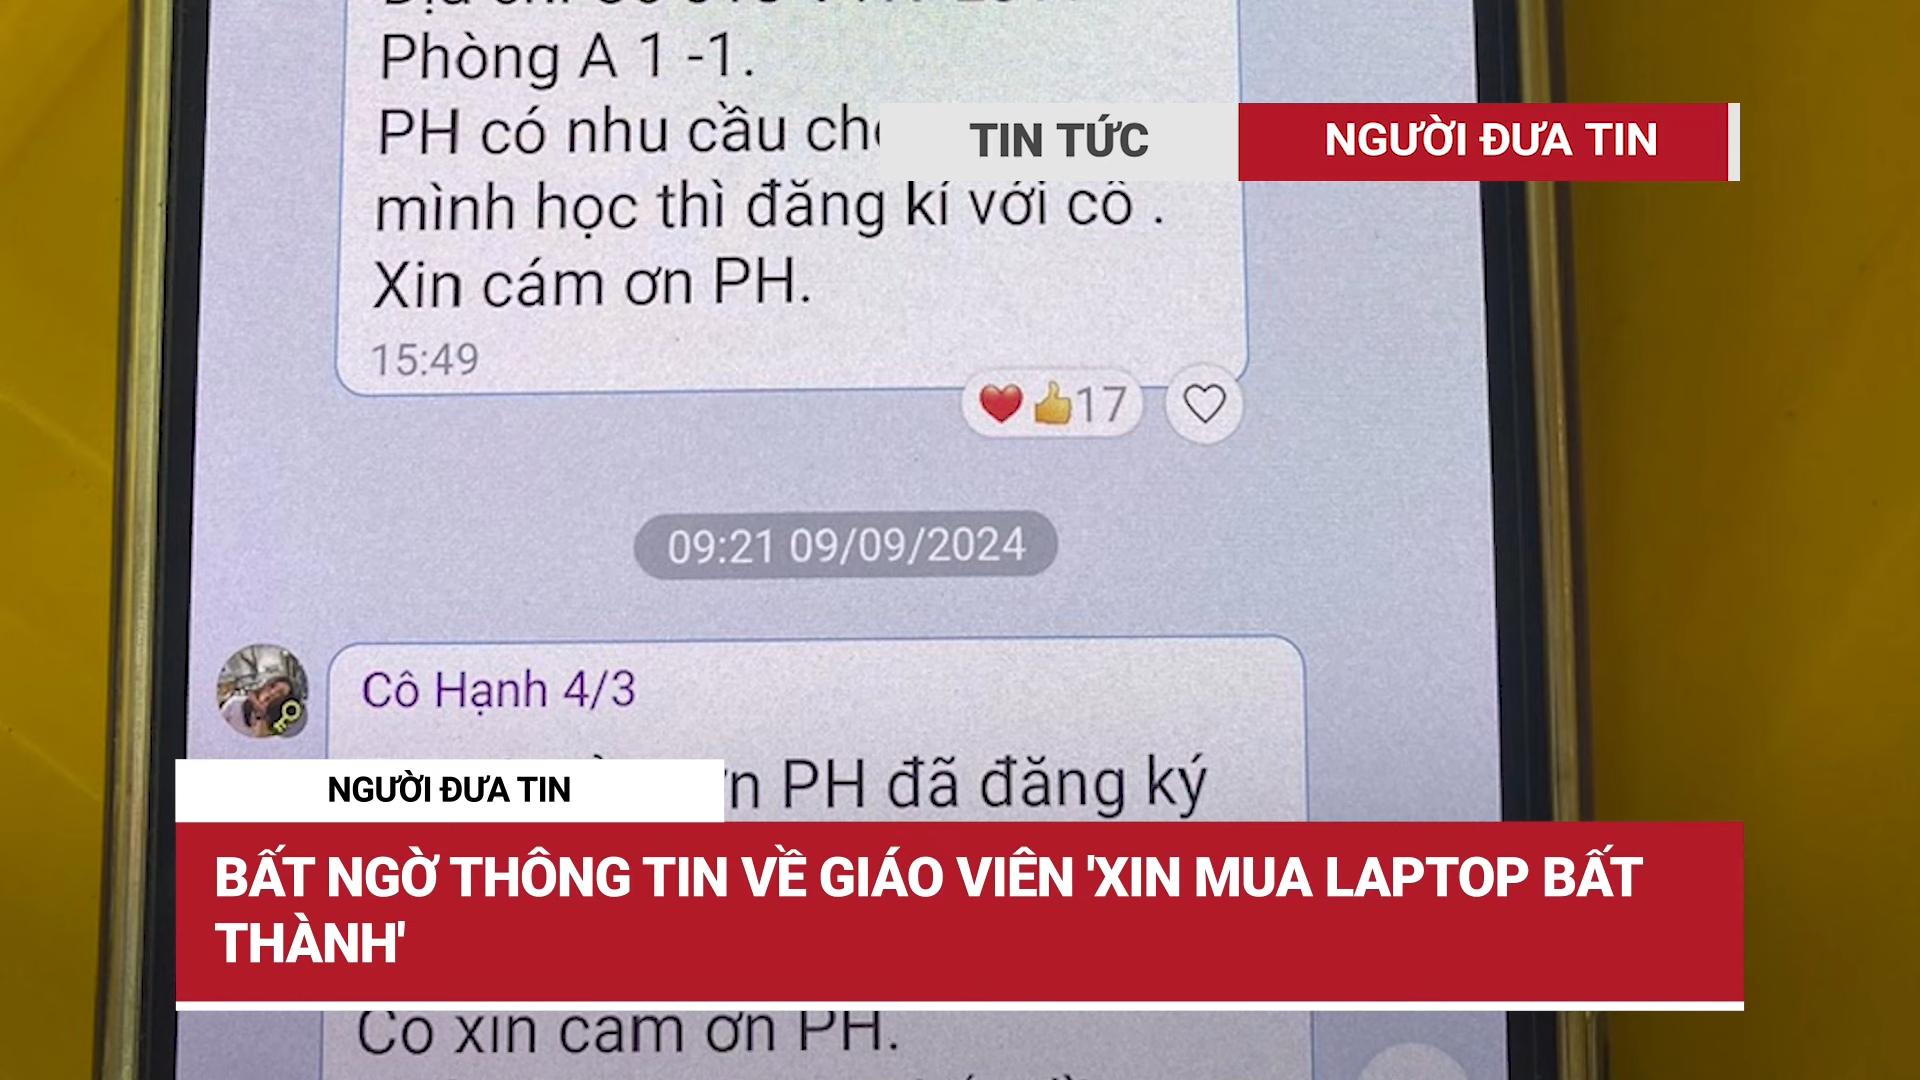 Phòng A 1 -1.
PH có nhu cầu
TIN TỨC
NGƯỜI ĐƯA TIN
mình học thì đăng kí với cô .
Xin cám ơn PH.
15:49
17
09:21 09/09/2024
Cô Hạnh 4/3
PH đã đăng ký
NGƯỜI ĐƯA TIN
BẤT NGỜ THÔNG TIN VỀ GIÁO VIÊN 'XIN MUA LAPTOP BẤT
THÀNH'
Cô xin cám ơn PH.